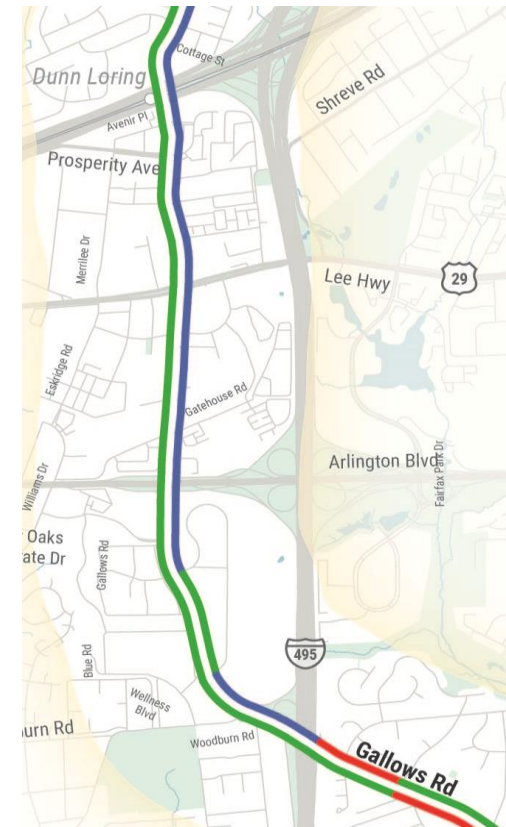 Cottage St
Dunn Loring
Shreve Rd
Avenir Pl
Prosperity Ave
Merrilee Dr
Lee Hwy
29
Eskridge Rd
Gatehouse Rd
Arlington Blvd
Fairfax Park Dr
Williams Dr
Oaks
ate Dr
Gallows Rd
495
Blue Rd
Wellness
Blvd
urn Rd
Woodburn Rd
Gallows Rd